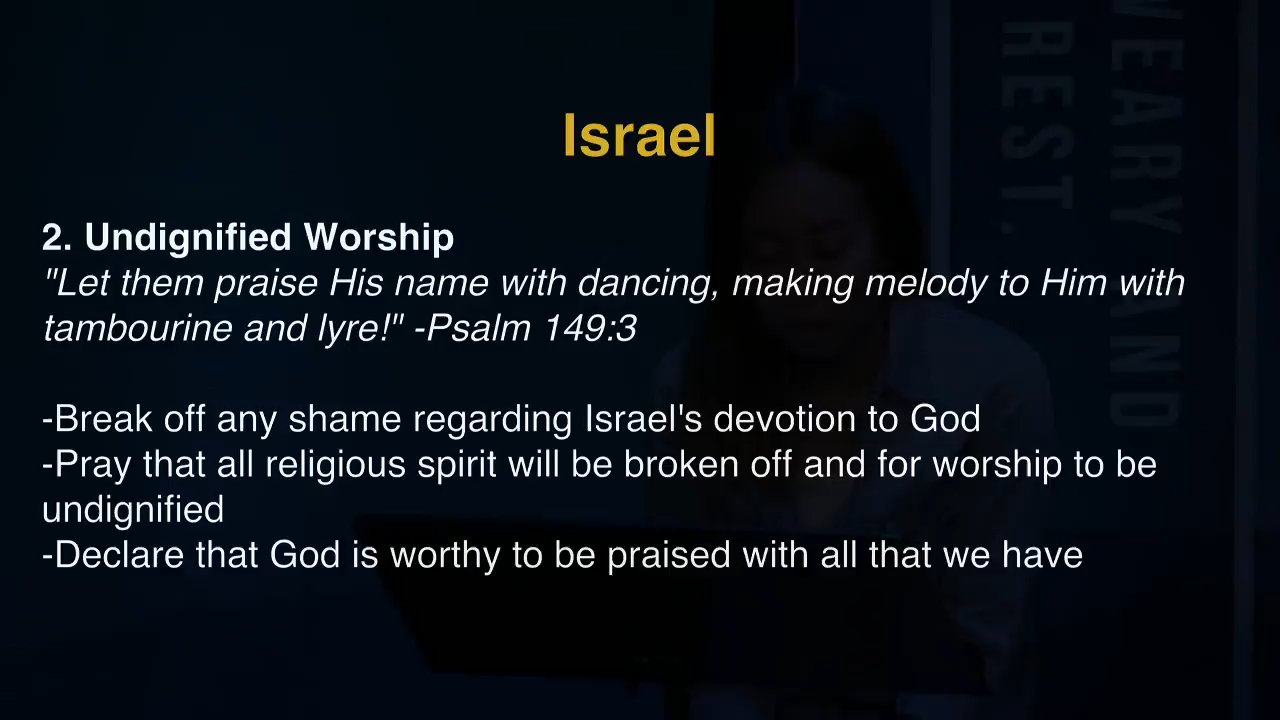 Israel
2. Undignified Worship
"Let them praise His name with dancing, making melody to Him with
tambourine and lyre!" -Psalm 149:3
-Break off any shame regarding Israel's devotion to God
-Pray that all religious spirit will be broken off and for worship to be
undignified
-Declare that God is worthy to be praised with all that we have
WEARY AND
REST.